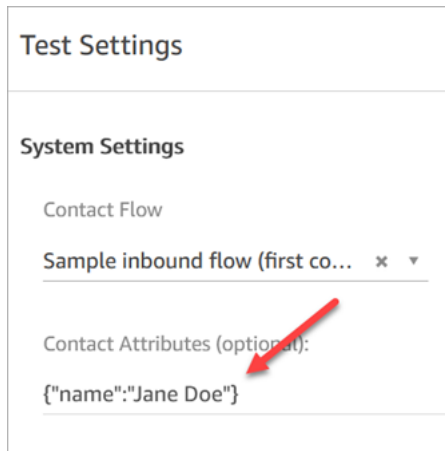 Test Settings
System Settings
Contact Flow
Sample inbound flow (first co...
Contact Attributes (optional):
{"name":"Jane Doe"}